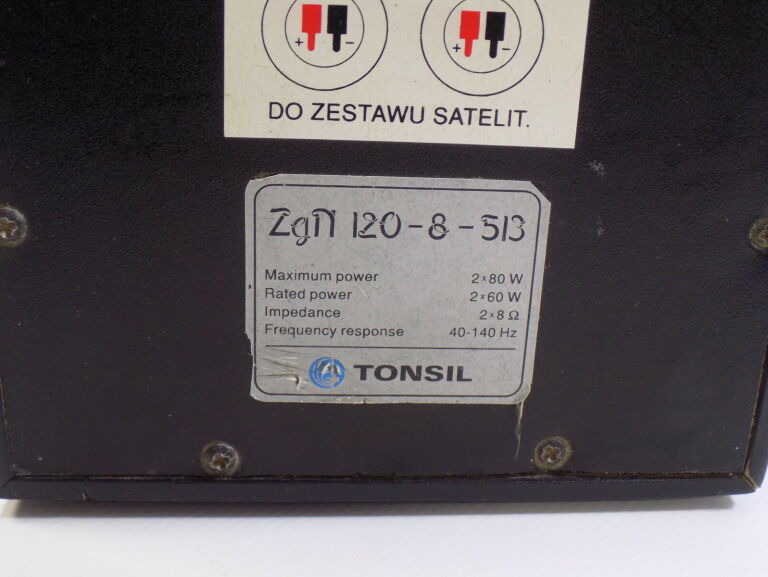 + -
+ -
DO ZESTAWU SATELIT.
ZgN 120-8-513
Maximum power 2×80 W
Rated power 2×60 W
Impedance 2×8 Ω
Frequency response 40-140 Hz
TONSIL